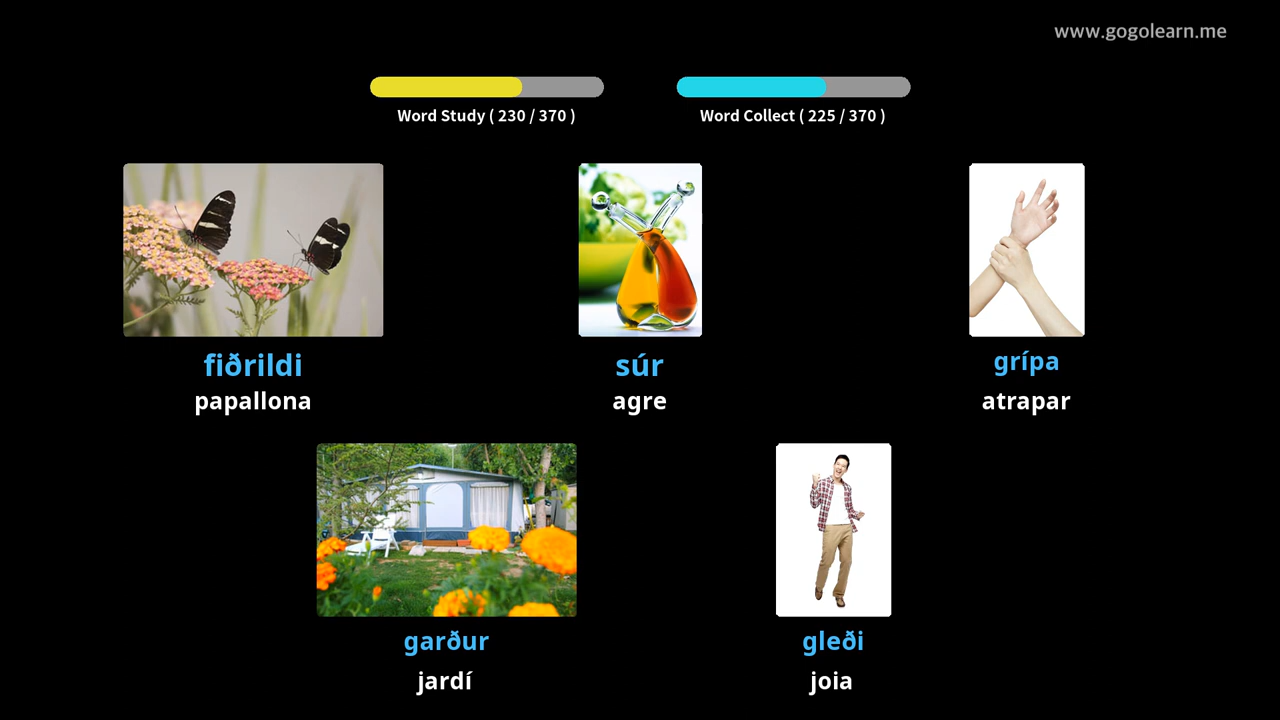 www.gogolearn.me
Word Study ( 230 / 370 )
Word Collect ( 225 / 370 )
fiðrildi
papallona
súr
agre
grípa
atrapar
garður
jardí
gleði
joia